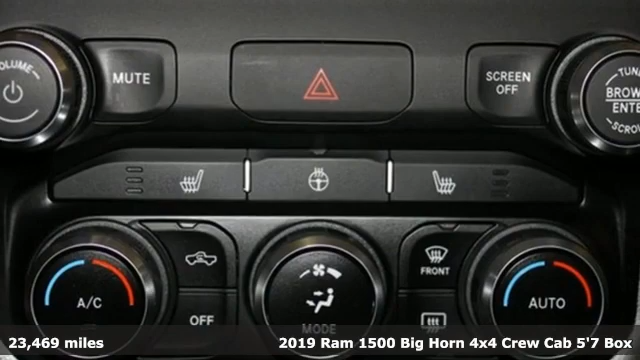 VOLUME
MUTE
SCREEN
OFF
TUNE
BROWSE
ENTER
SCROLL
A/C
OFF
MODE
FRONT
AUTO
23,469 miles
2019 Ram 1500 Big Horn 4x4 Crew Cab 5'7 Box